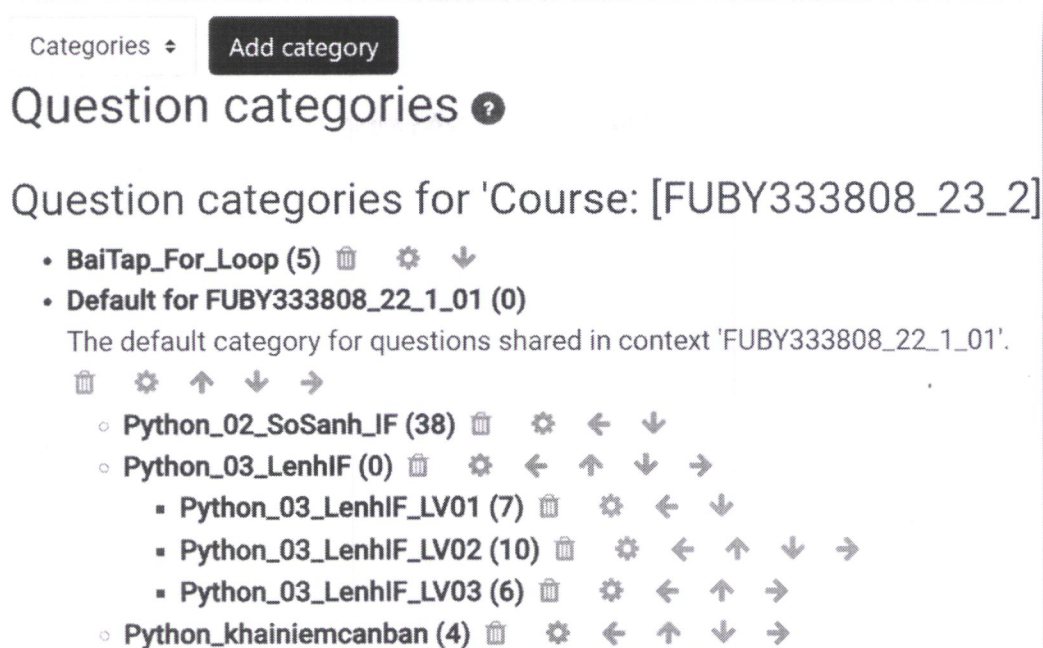 Categories
Add category
Question categories ?
Question categories for 'Course: [FUBY333808_23_2]
BaiTap_For_Loop (5)
Default for FUBY333808_22_1_01 (0)
The default category for questions shared in context 'FUBY333808_22_1_01'.
Python_02_SoSanh_IF (38)
Python_03_LenhIF (0)
Python_03_LenhIF_LV01 (7)
Python_03_LenhIF_LV02 (10)
Python_03_LenhIF_LV03 (6)
Python_khainiemcanban (4)